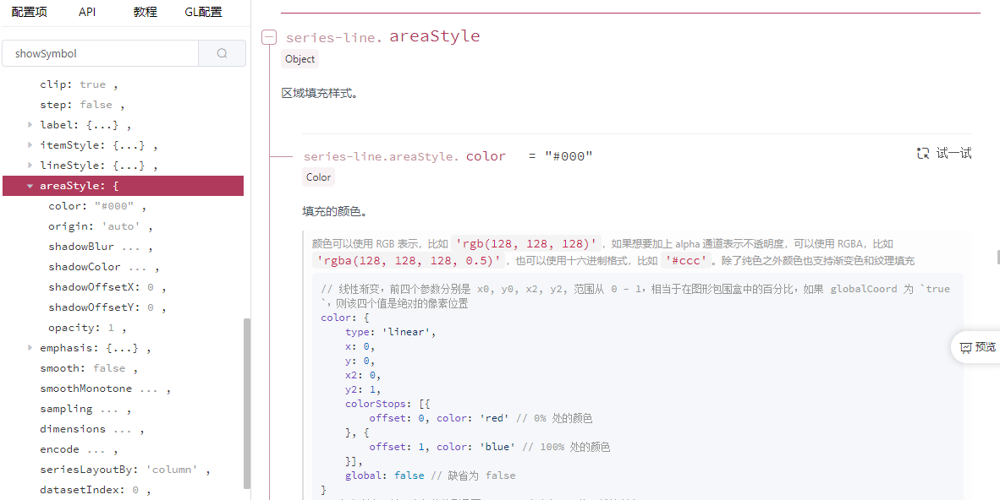 配置项 API 教程 GL配置
showSymbol
clip: true ,
step: false ,
label: {...} ,
itemStyle: {...} ,
lineStyle: {...} ,
areaStyle: {
color: "#000" ,
origin: 'auto' ,
shadowBlur ... ,
shadowColor ... ,
shadowOffsetX: 0 ,
shadowOffsetY: 0 ,
opacity: 1 ,
emphasis: {...} ,
smooth: false ,
smoothMonotone ... ,
sampling ... ,
dimensions ... ,
encode ... ,
seriesLayoutBy: 'column' ,
datasetIndex: 0 ,
series-line. areaStyle
Object
区域填充样式。
series-line.areaStyle. color = "#000"
试一试
Color
填充的颜色。
颜色可以使用 RGB 表示，比如 'rgb(128, 128, 128)' ，如果想要加上 alpha 通道表示不透明度，可以使用 RGBA，比如
'rgba(128, 128, 128, 0.5)' ，也可以使用十六进制格式，比如 '#ccc' 。除了纯色之外颜色也支持渐变色和纹理填充
// 线性渐变，前四个参数分别是 x0, y0, x2, y2, 范围从 0 - 1，相当于在图形包围盒中的百分比，如果 globalCoord 为 `true
`，则该四个值是绝对的像素位置
color: {
type: 'linear',
x: 0,
y: 0,
x2: 0,
y2: 1,
colorStops: [{
offset: 0, color: 'red' // 0% 处的颜色
}, {
offset: 1, color: 'blue' // 100% 处的颜色
}],
global: false // 缺省为 false
}
预览